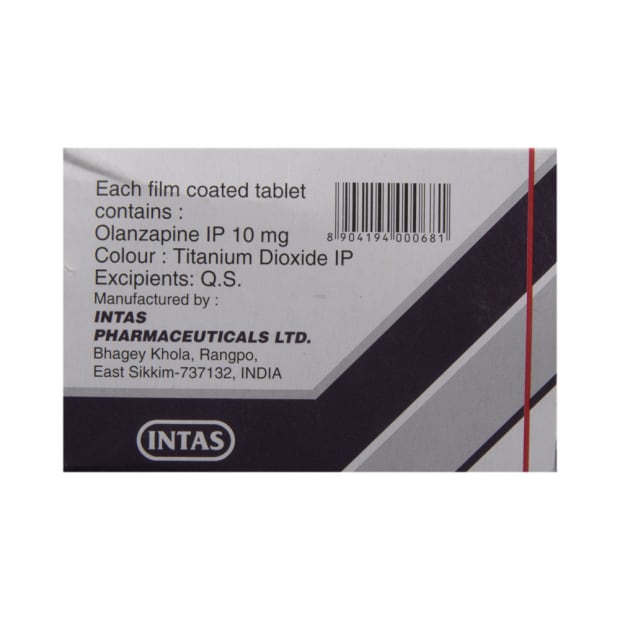 Each film coated tablet
contains :
Olanzapine IP 10 mg
Colour : Titanium Dioxide IP
Excipients: Q.S.
Manufactured by :
INTAS
PHARMACEUTICALS LTD.
Bhagey Khola, Rangpo,
East Sikkim-737132, INDIA
8 904194 000681
INTAS